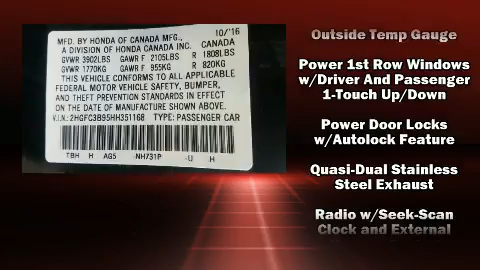 MFD. BY HONDA OF CANADA MFG., 10/'16
A DIVISION OF HONDA CANADA INC. CANADA
GVWR 3902LBS GAWR F 2105LBS R 1808LBS
GVWR 1770KG GAWR F 955KG R 820KG
THIS VEHICLE CONFORMS TO ALL APPLICABLE
FEDERAL MOTOR VEHICLE SAFETY, BUMPER,
AND THEFT PREVENTION STANDARDS IN EFFECT
ON THE DATE OF MANUFACTURE SHOWN ABOVE.
V.I.N.: 2HGFC3B95HH351168 TYPE: PASSENGER CAR
TBH H AG5 NH731P U H
Outside Temp Gauge
Power 1st Row Windows
w/Driver And Passenger
1-Touch Up/Down
Power Door Locks
w/Autolock Feature
Quasi-Dual Stainless
Steel Exhaust
Radio w/Seek-Scan
Clock and External